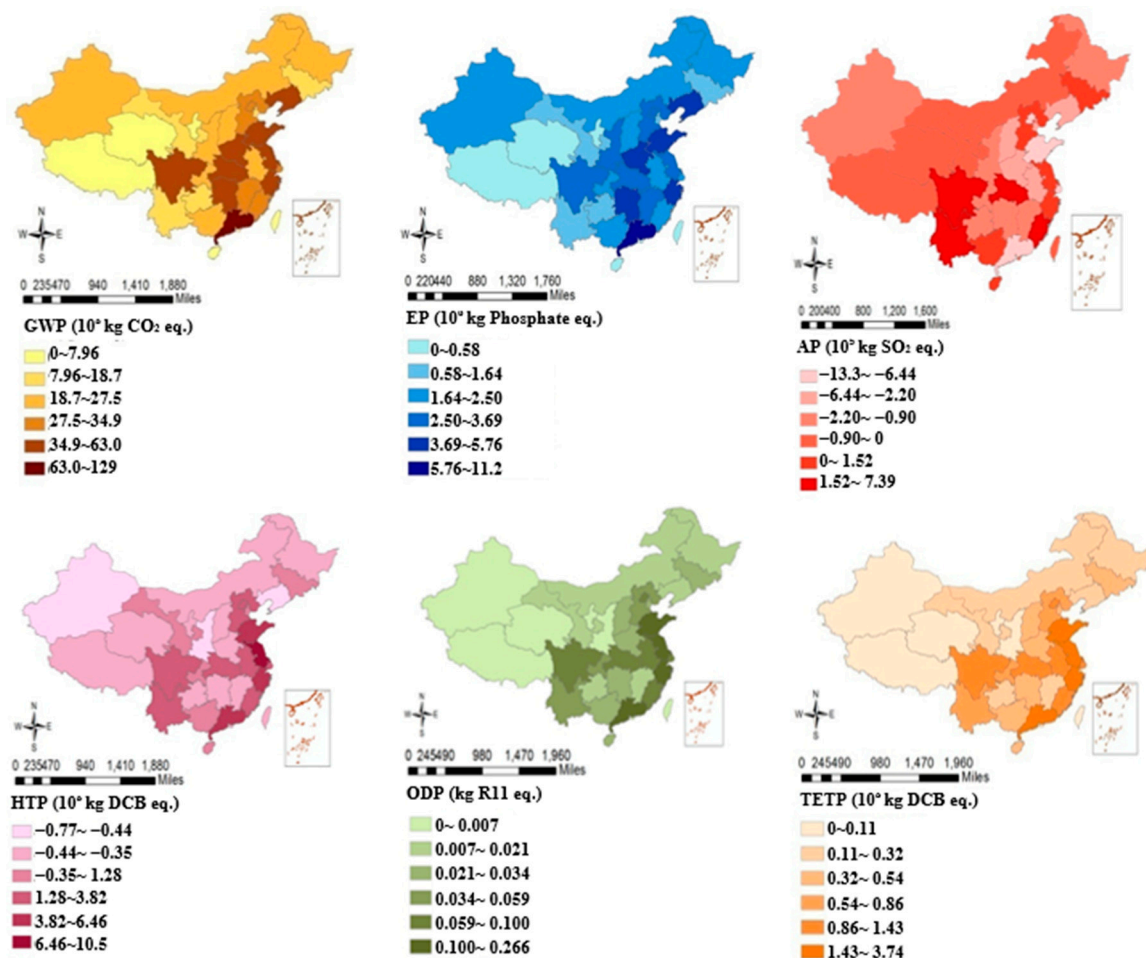 N
W E
S
0 235470 940 1,410 1,880
Miles
GWP (10⁹ kg CO₂ eq.)
0~7.96
7.96~18.7
18.7~27.5
27.5~34.9
34.9~63.0
63.0~129
N
W E
S
0 220440 880 1,320 1,760
Miles
EP (10⁹ kg Phosphate eq.)
0~0.58
0.58~1.64
1.64~2.50
2.50~3.69
3.69~5.76
5.76~11.2
N
W E
S
0 200400 800 1,200 1,600
Miles
AP (kg SO₂ eq.)
−13.3~ −6.44
−6.44~ −2.20
−2.20~ −0.90
−0.90~ 0
0~ 1.52
1.52~ 7.39
N
W E
S
0 235470 940 1,410 1,880
Miles
HTP (10⁹ kg DCB eq.)
−0.77~ −0.44
−0.44~ −0.35
−0.35~ 1.28
1.28~3.82
3.82~6.46
6.46~10.5
N
W E
S
0 245490 980 1,470 1,960
Miles
ODP (kg R11 eq.)
0~ 0.007
0.007~ 0.021
0.021~ 0.034
0.034~ 0.059
0.059~ 0.100
0.100~ 0.266
N
W E
S
0 245490 980 1,470 1,960
Miles
TETP (10⁹ kg DCB eq.)
0~0.11
0.11~ 0.32
0.32~ 0.54
0.54~ 0.86
0.86~ 1.43
1.43~ 3.74